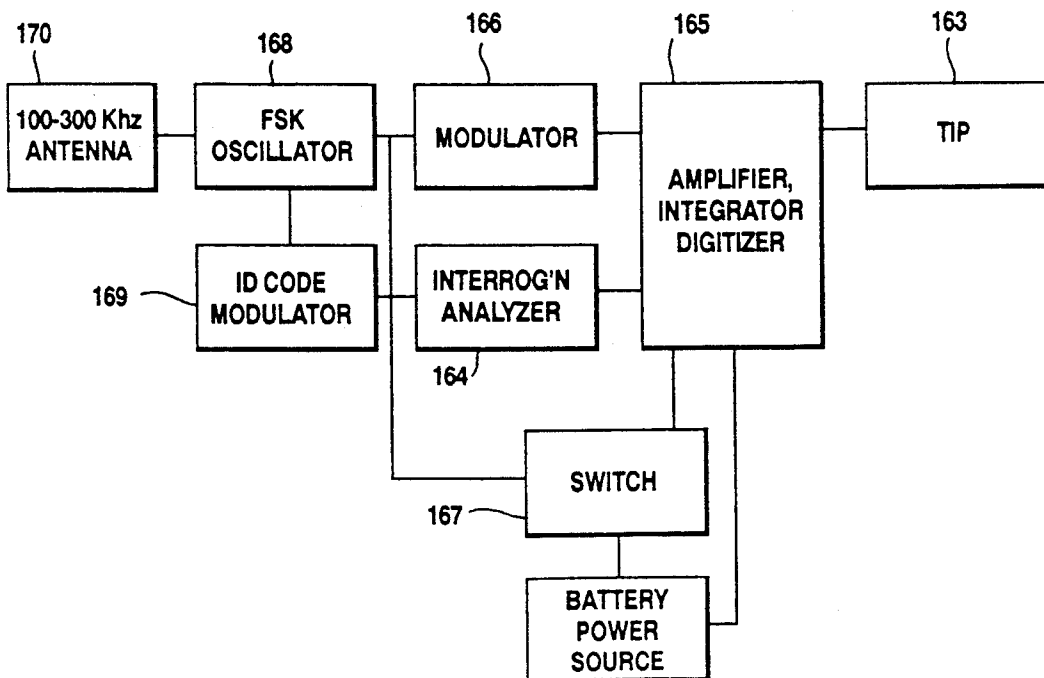 170
168
166
165
163
100-300 Khz
ANTENNA
FSK
OSCILLATOR
MODULATOR
AMPLIFIER,
INTEGRATOR
DIGITIZER
TIP
169
ID CODE
MODULATOR
INTERROG'N
ANALYZER
164
SWITCH
167
BATTERY
POWER
SOURCE